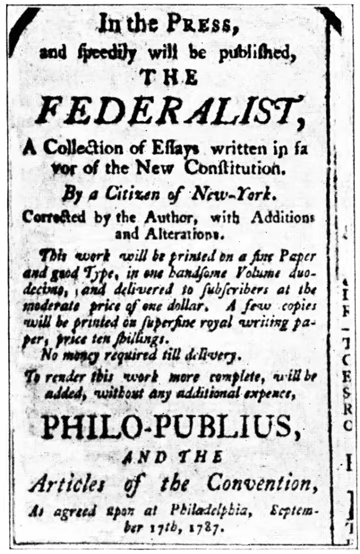 In the PRESS,
and speedily will be published,
THE
FEDERALIST,
A Collection of Essays written in fa
vor of the New Constitution.
By a Citizen of New-York.
Corrected by the Author, with Additions
and Alterations.
This work will be printed on a fine Paper
and good Type, in one handsome Volume duo-
decimo, and delivered to subscribers at the
moderate price of one dollar. A few copies
will be printed on superfine royal writing pa-
per, price ten shillings.
No money required till delivery.
To render this work more complete, will be
added, without any additional expence,
PHILO-PUBLIUS,
AND THE
Articles of the Convention,
As agreed upon at Philadelphia, Septem-
ber 17th, 1787.